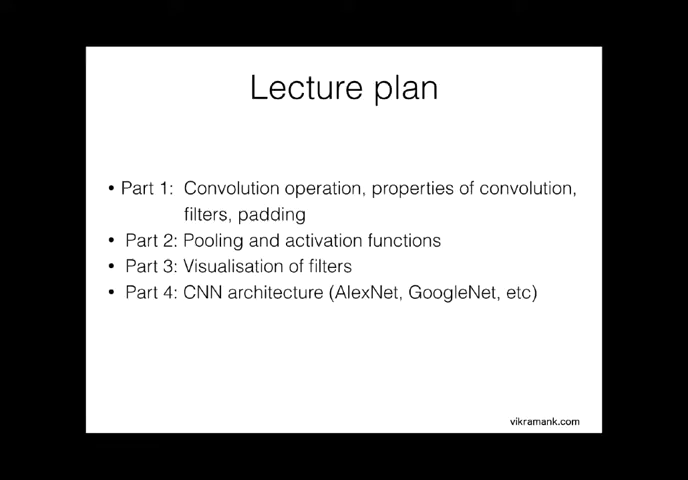 Lecture plan
• Part 1: Convolution operation, properties of convolution,
filters, padding
• Part 2: Pooling and activation functions
• Part 3: Visualisation of filters
• Part 4: CNN architecture (AlexNet, GoogleNet, etc)
vikramank.com